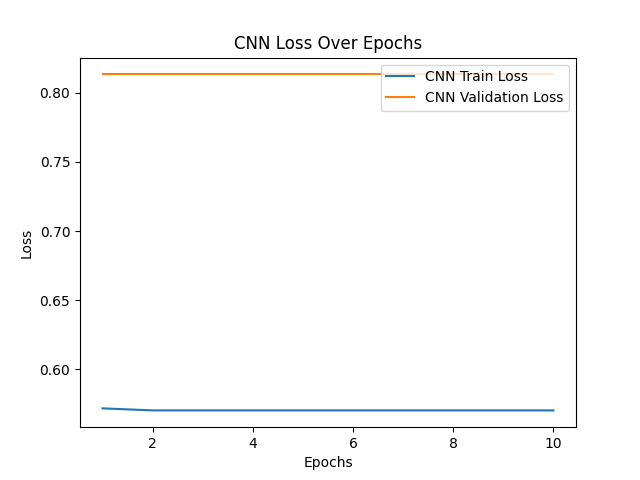 CNN Loss Over Epochs
CNN Train Loss
CNN Validation Loss
0.80
0.75
0.70
0.65
0.60
Loss
2 4 6 8 10
Epochs